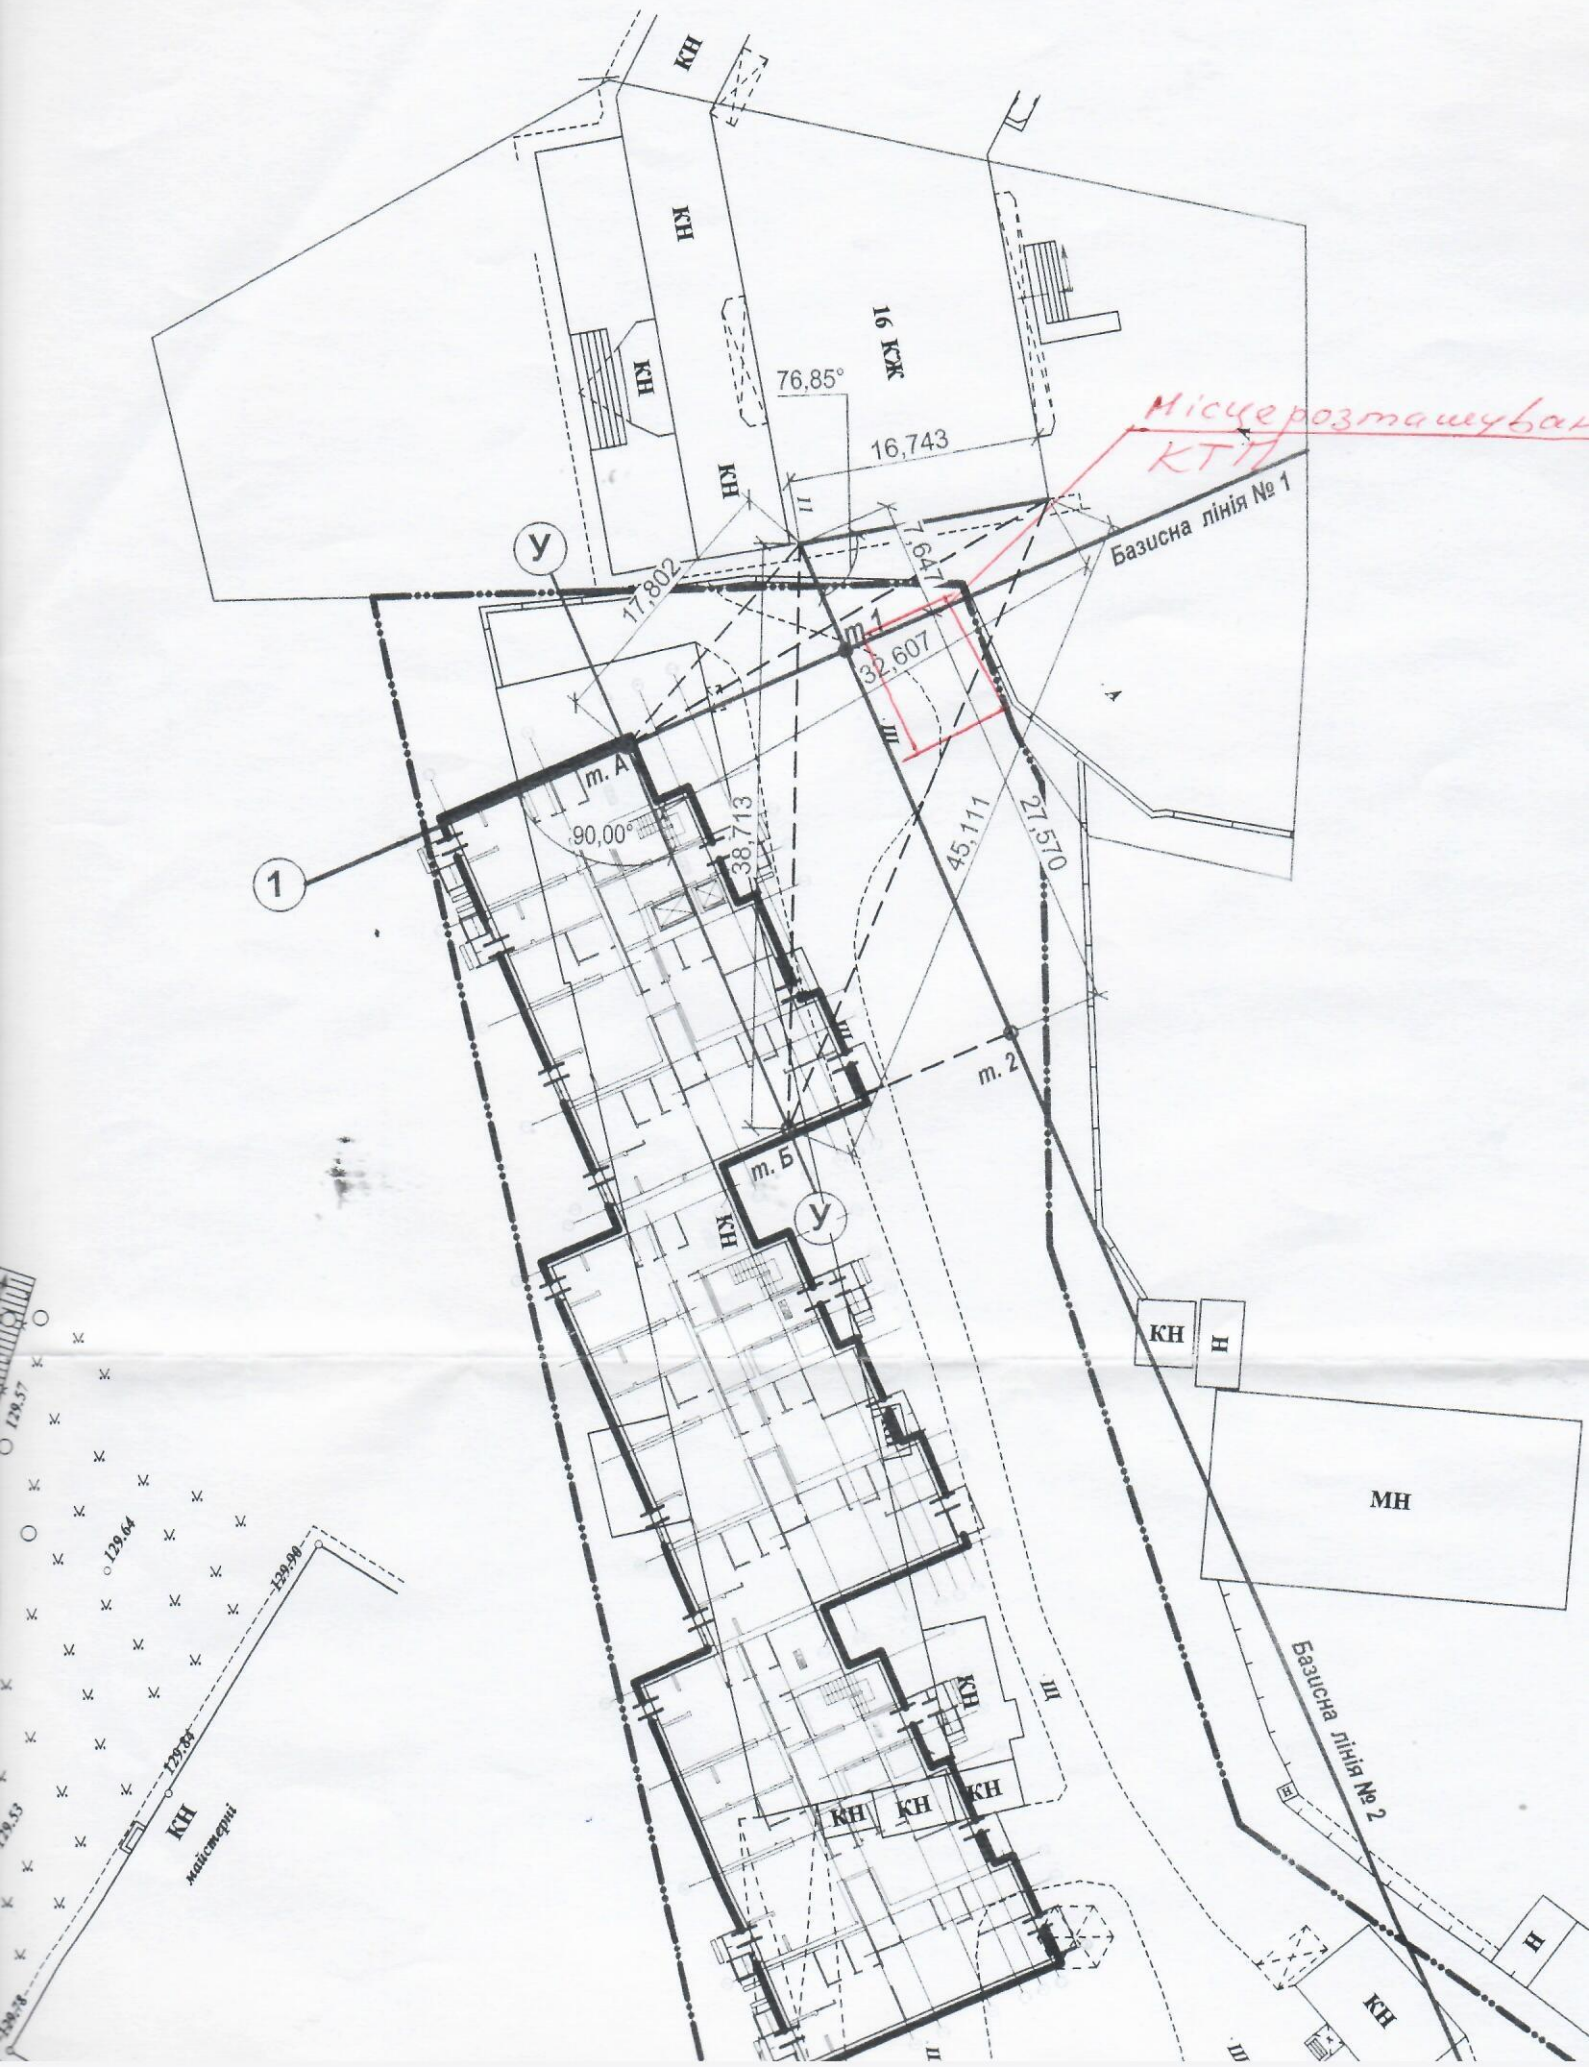 КН
КН
16 КЖ
КН
76,85°
Місце розташуван
КТП
16,743
КН
Базисна лінія № 1
У
17,802
7,647
т.1
32,607
Щ
А
т. А
90,00°
38,713
45,111
27,570
1
Щ
т. 2
т. Б
КН
У
КН
Н
129.57
МН
129.64
129.90
Базисна лінія № 2
КН
Щ
129.84
КН
КН
КН
Н
КН
майстерні
129.53
Н
КН
129.78
Щ